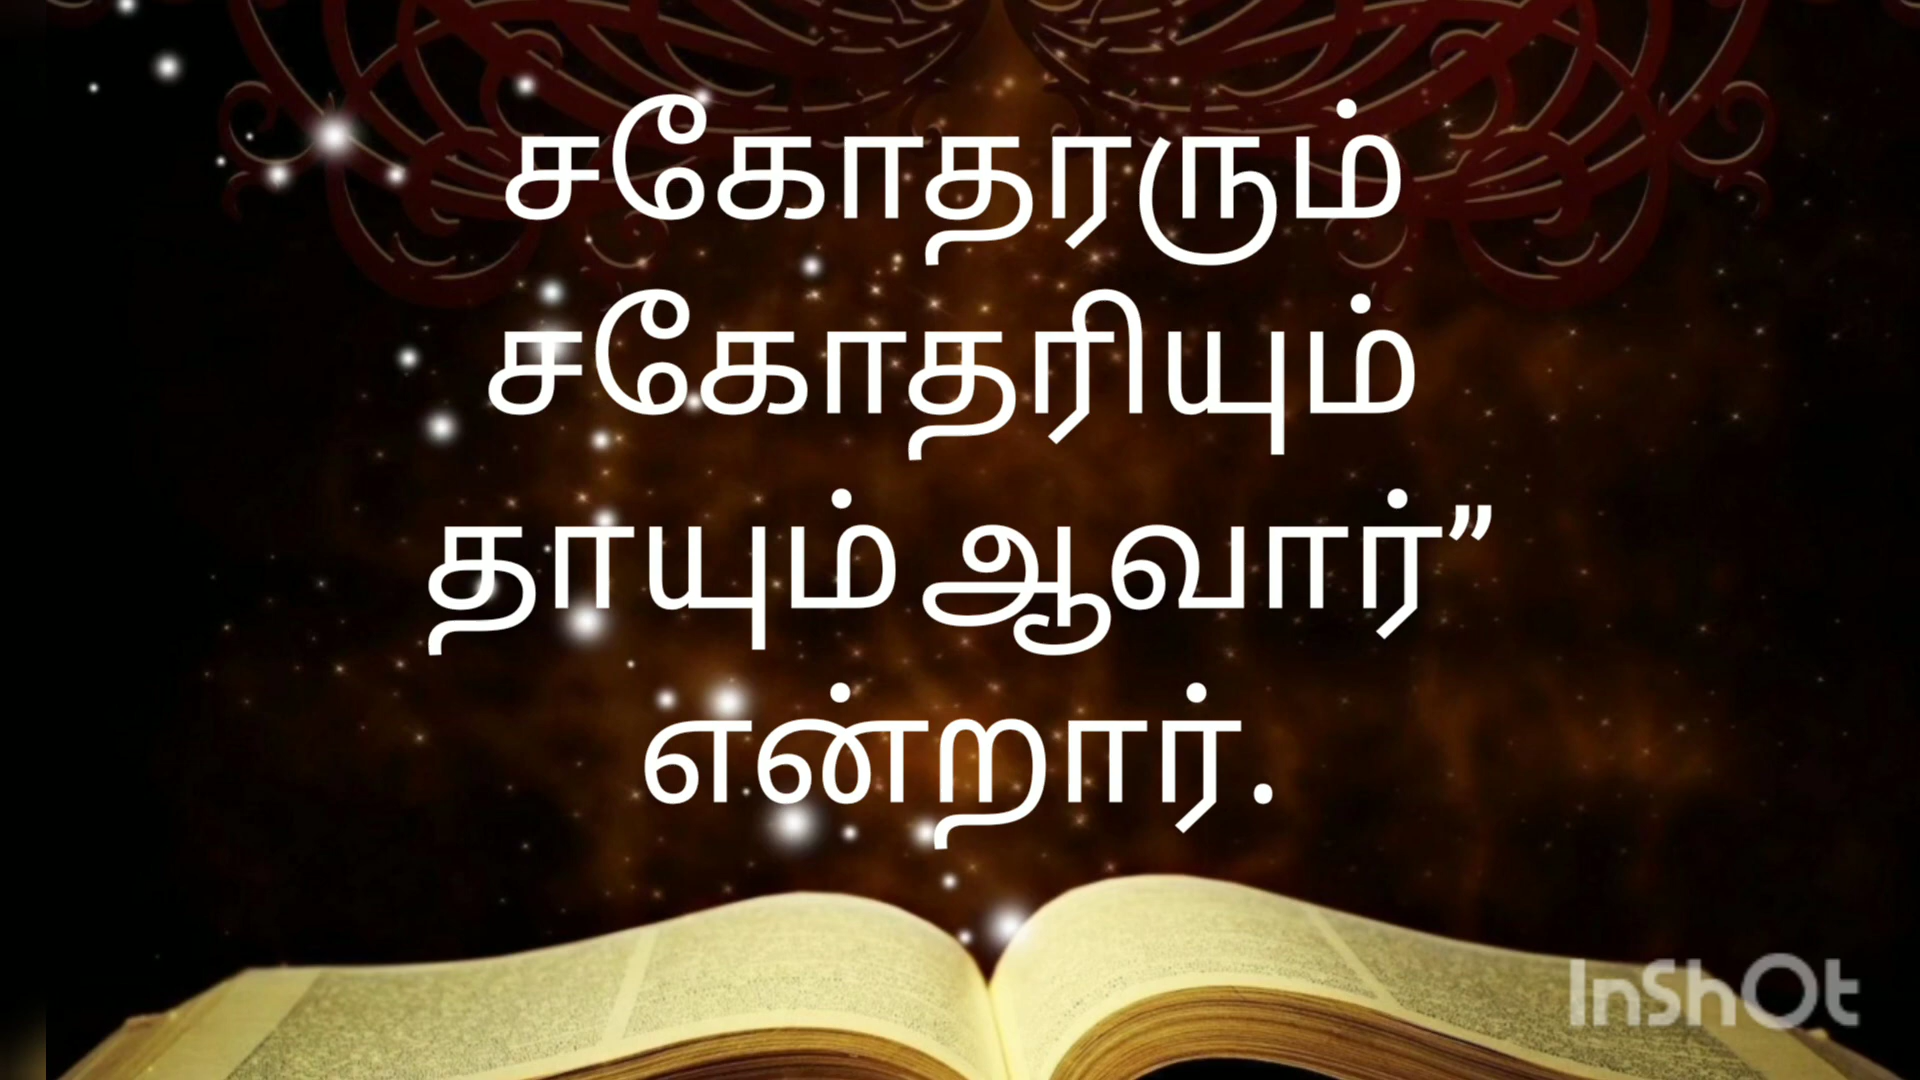 சகோதரரும்
சகோதரியும்
தாயும் ஆவார்”
என்றார்.
InShOt